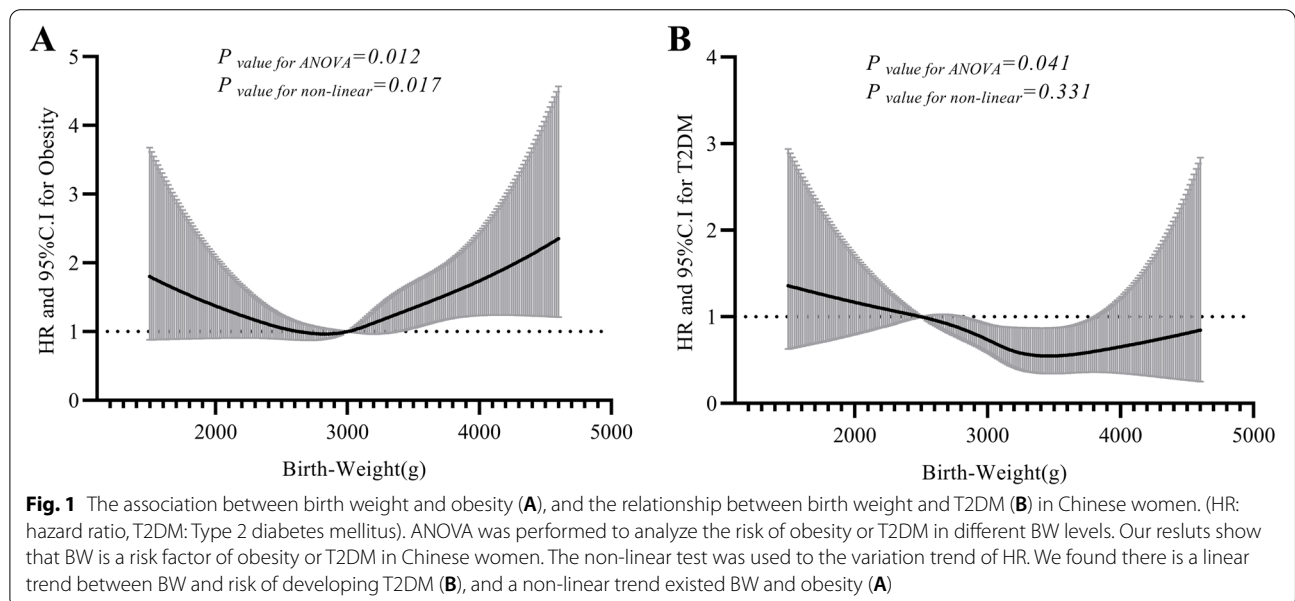 A
P value for ANOVA=0.012
P value for non-linear=0.017
HR and 95%C.I for Obesity
5
4
3
2
1
0
2000 3000 4000 5000
Birth-Weight(g)
B
P value for ANOVA=0.041
P value for non-linear=0.331
HR and 95%C.I for T2DM
4
3
2
1
0
2000 3000 4000 5000
Birth-Weight(g)
Fig. 1 The association between birth weight and obesity (A), and the relationship between birth weight and T2DM (B) in Chinese women. (HR:
hazard ratio, T2DM: Type 2 diabetes mellitus). ANOVA was performed to analyze the risk of obesity or T2DM in different BW levels. Our resluts show
that BW is a risk factor of obesity or T2DM in Chinese women. The non-linear test was used to the variation trend of HR. We found there is a linear
trend between BW and risk of developing T2DM (B), and a non-linear trend existed BW and obesity (A)